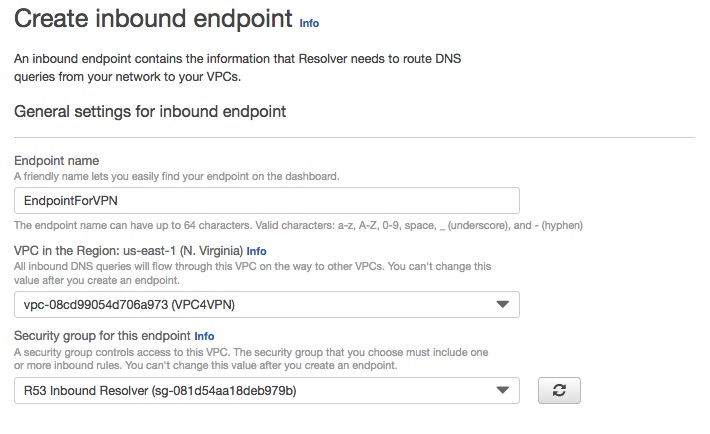 Create inbound endpoint Info
An inbound endpoint contains the information that Resolver needs to route DNS
queries from your network to your VPCs.
General settings for inbound endpoint
Endpoint name
A friendly name lets you easily find your endpoint on the dashboard.
EndpointForVPN
The endpoint name can have up to 64 characters. Valid characters: a-z, A-Z, 0-9, space, _ (underscore), and - (hyphen)
VPC in the Region: us-east-1 (N. Virginia) Info
All inbound DNS queries will flow through this VPC on the way to other VPCs. You can't change this
value after you create an endpoint.
vpc-08cd99054d706a973 (VPC4VPN)
Security group for this endpoint Info
A security group controls access to this VPC. The security group that you choose must include one
or more inbound rules. You can't change this value after you create an endpoint.
R53 Inbound Resolver (sg-081d54aa18deb979b)